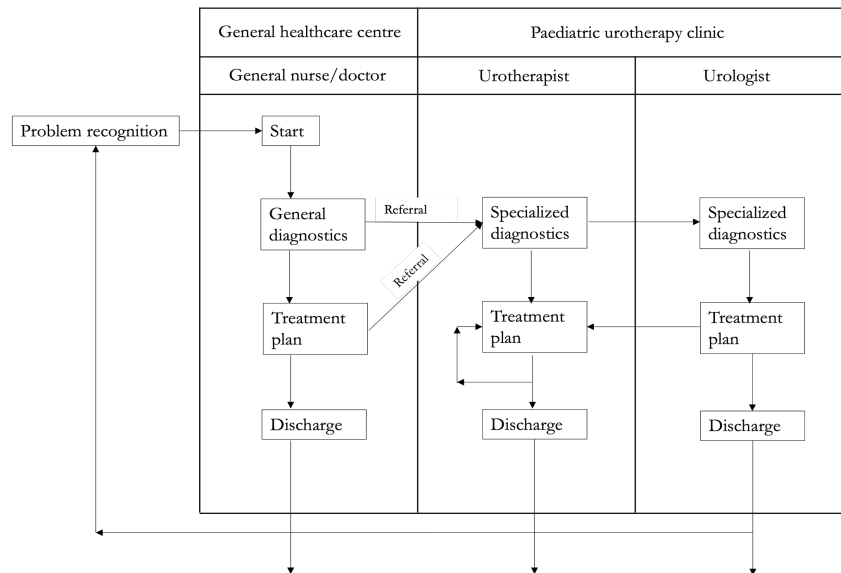 General healthcare centre
Paediatric urotherapy clinic
General nurse/doctor
Urotherapist
Urologist
Problem recognition
Start
General
diagnostics
Referral
Specialized
diagnostics
Specialized
diagnostics
Referral
Treatment
plan
Treatment
plan
Treatment
plan
Discharge
Discharge
Discharge